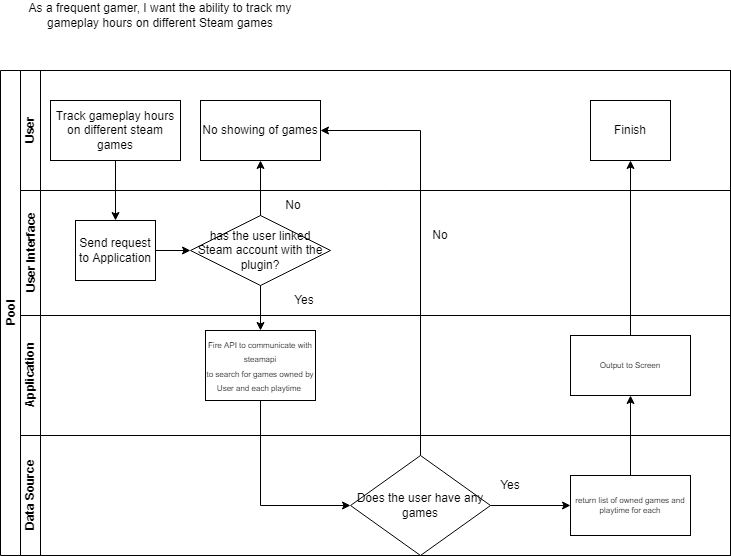 As a frequent gamer, I want the ability to track my
gameplay hours on different Steam games
Pool
User
Track gameplay hours
on different steam
games
No showing of games
Finish
User Interface
Send request
to Application
has the user linked
Steam account with the
plugin?
No
Yes
No
Application
Fire API to communicate with
steamapi
to search for games owned by
User and each playtime
Output to Screen
Data Source
Does the user have any
games
Yes
return list of owned games and
playtime for each